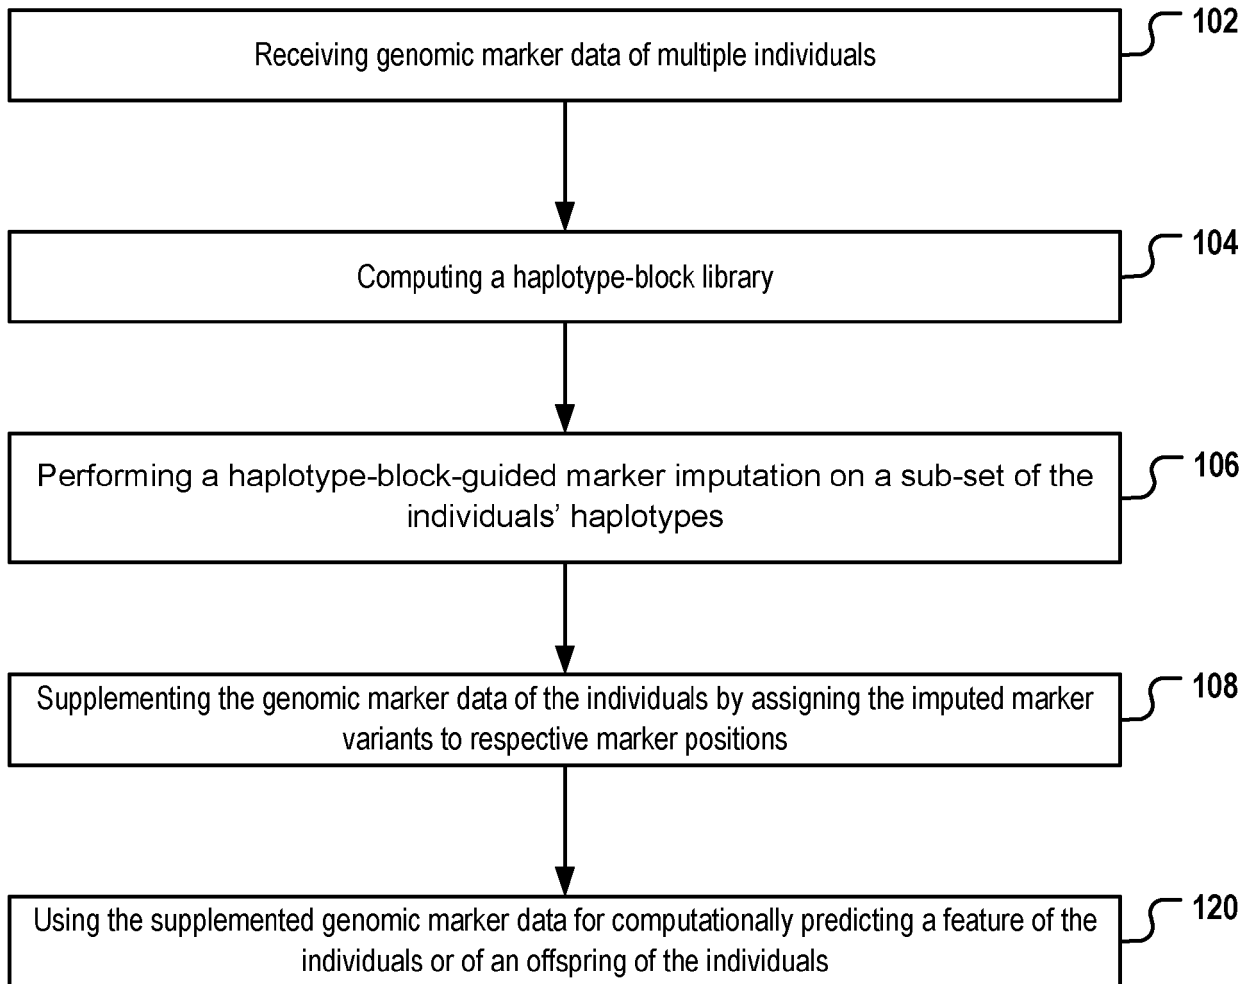 Receiving genomic marker data of multiple individuals
102
Computing a haplotype-block library
104
Performing a haplotype-block-guided marker imputation on a sub-set of the
individuals’ haplotypes
106
Supplementing the genomic marker data of the individuals by assigning the imputed marker
variants to respective marker positions
108
Using the supplemented genomic marker data for computationally predicting a feature of the
individuals or of an offspring of the individuals
120